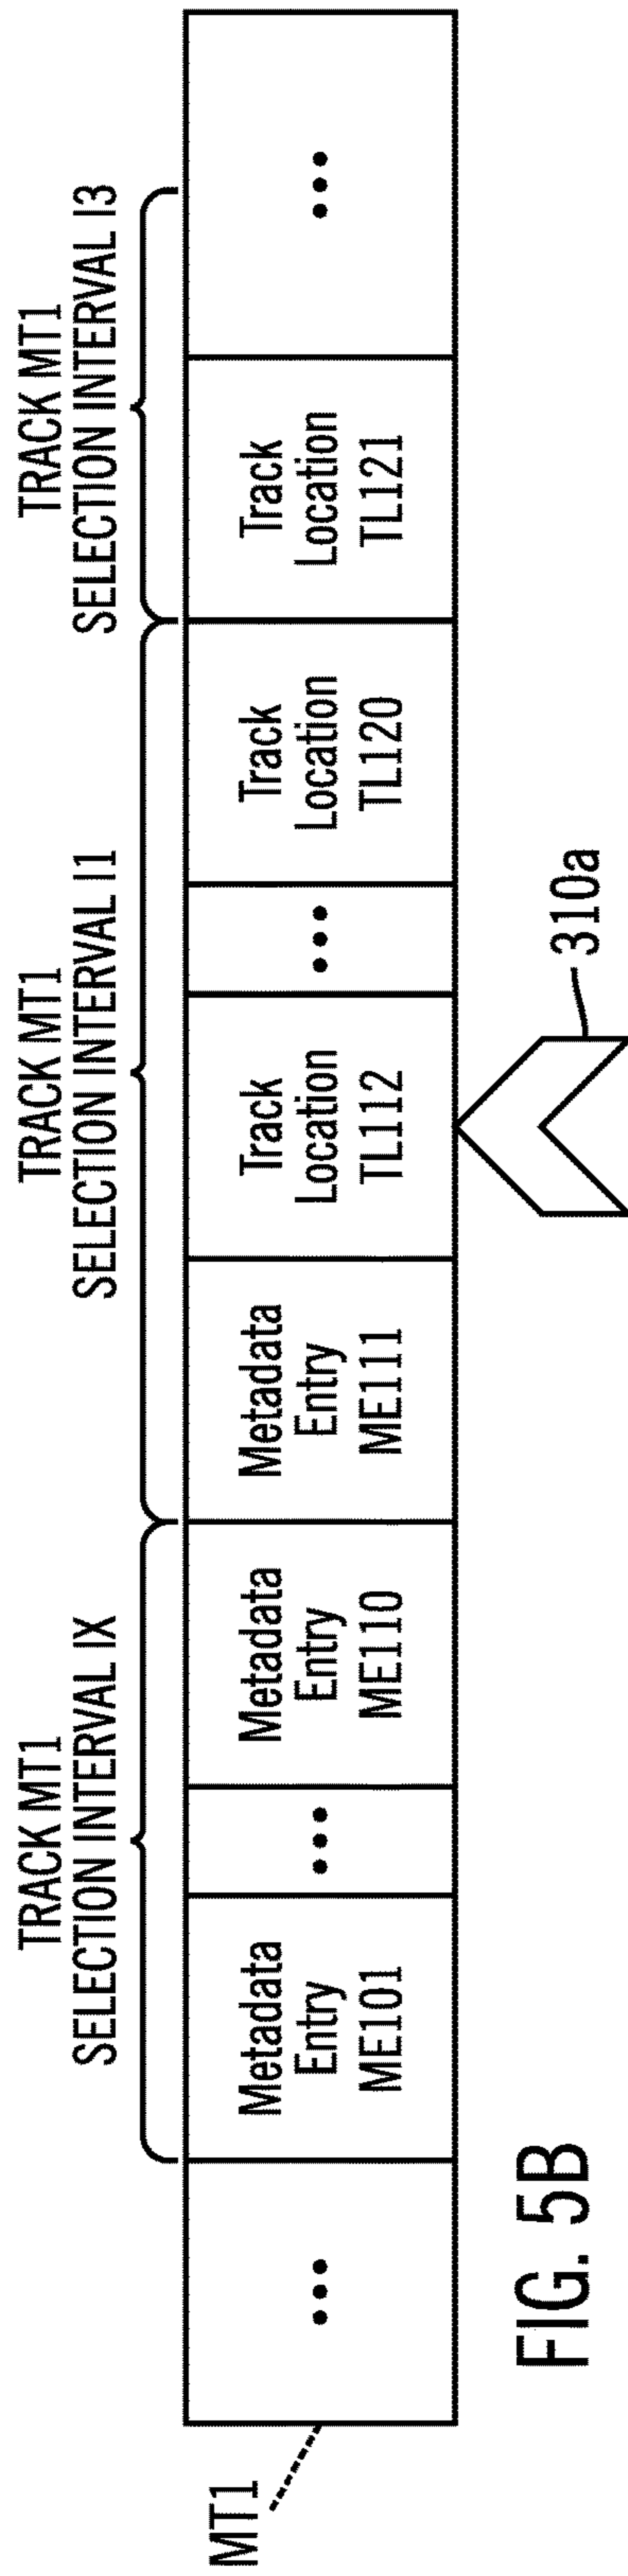 TRACK MT1
SELECTION INTERVAL IX
TRACK MT1
SELECTION INTERVAL I1
TRACK MT1
SELECTION INTERVAL I3
MT1
•••
Metadata
Entry
ME101
•••
Metadata
Entry
ME110
Metadata
Entry
ME111
Track
Location
TL112
•••
Track
Location
TL120
Track
Location
TL121
•••
310a
FIG. 5B